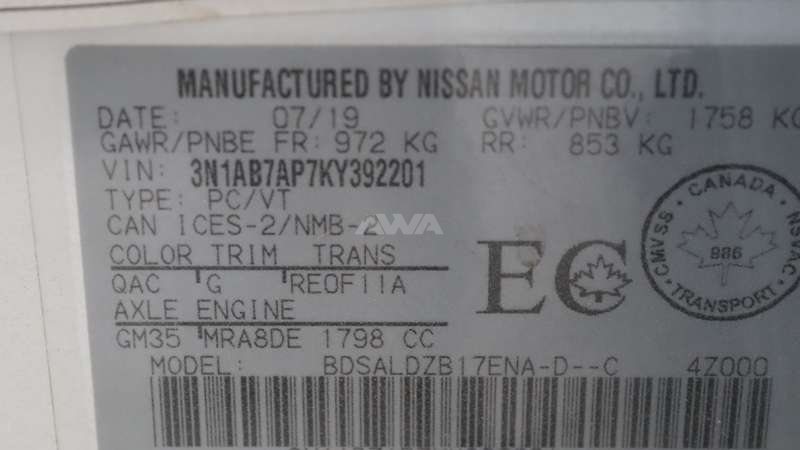 MANUFACTURED BY NISSAN MOTOR CO., LTD.
DATE: 07/19 GVWR/PNBV: 1758 KG
GAWR/PNBE FR: 972 KG RR: 853 KG
VIN: 3N1AB7AP7KY392201
TYPE: PC/VT
CAN ICES-2/NMB-2
AWA
COLOR TRIM TRANS
QAC G RE0F11A
AXLE ENGINE
GM35 MRA8DE 1798 CC
MODEL: BDSALDZB17ENA-D--C 4Z000
EC
CANADA
CMVSS NSVAC
886
TRANSPORT